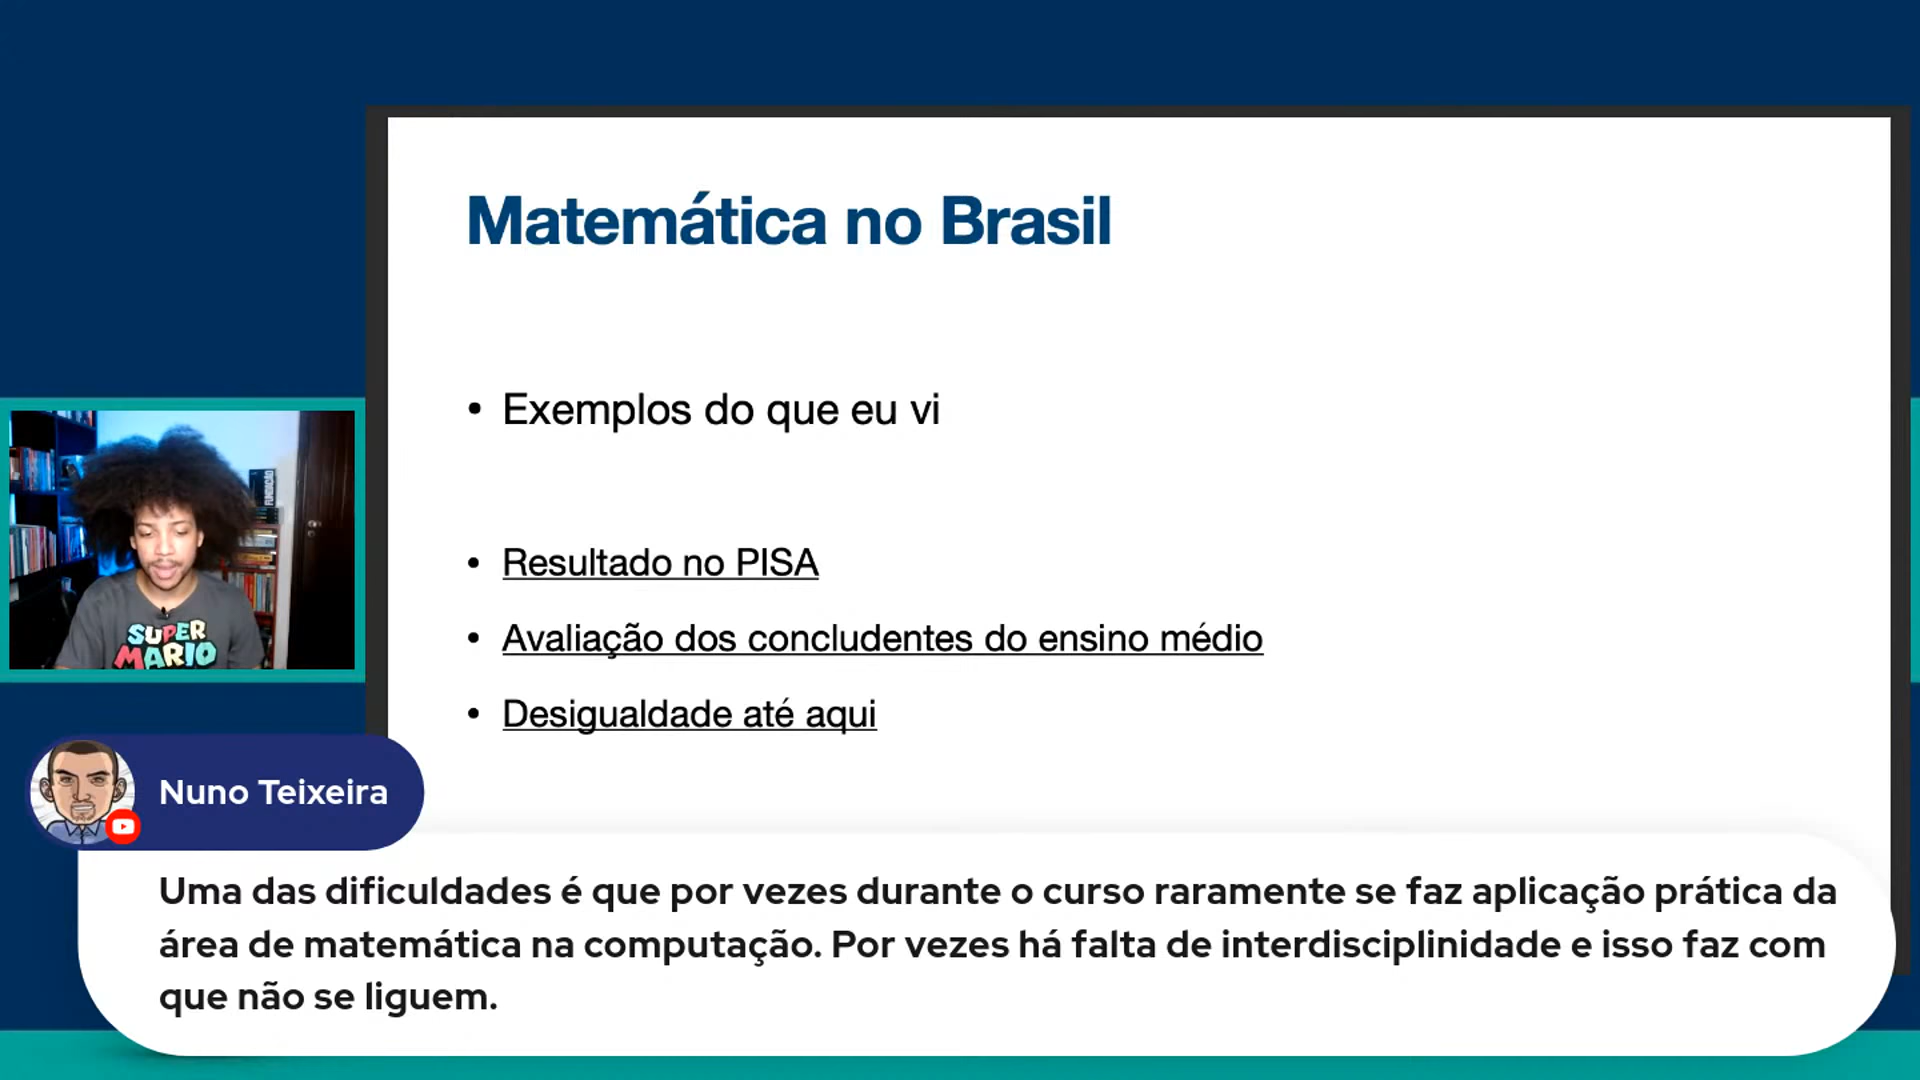 Matemática no Brasil
• Exemplos do que eu vi
• Resultado no PISA
• Avaliação dos concludentes do ensino médio
• Desigualdade até aqui
FUNDAÇÃO
SUPER
MARIO
Nuno Teixeira
Uma das dificuldades é que por vezes durante o curso raramente se faz aplicação prática da
área de matemática na computação. Por vezes há falta de interdisciplinidade e isso faz com
que não se liguem.